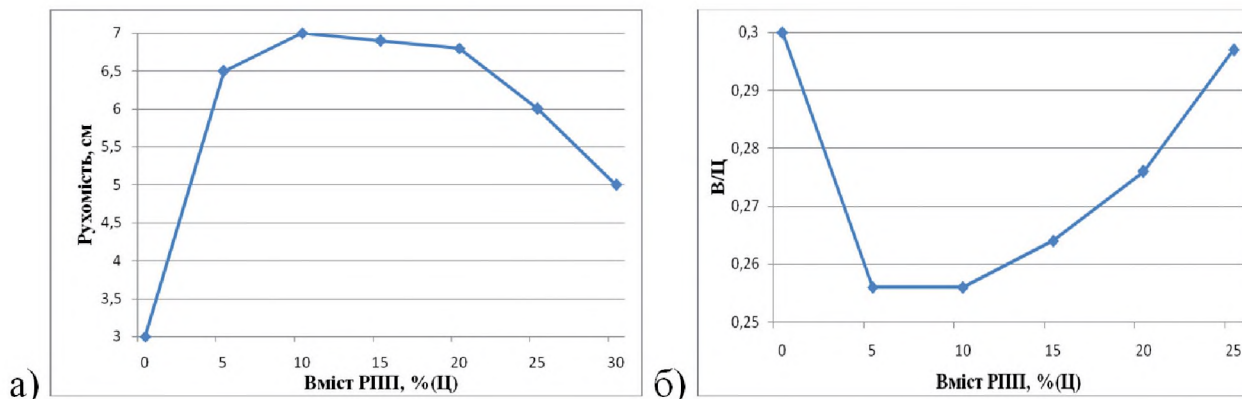 Рухомість, см
7
6,5
6
5,5
5
4,5
4
3,5
3
0 5 10 15 20 25 30
Вміст РПП, %(Ц)
а)
В/Ц
0,3
0,29
0,28
0,27
0,26
0,25
0 5 10 15 20 25
Вміст РПП, %(Ц)
б)